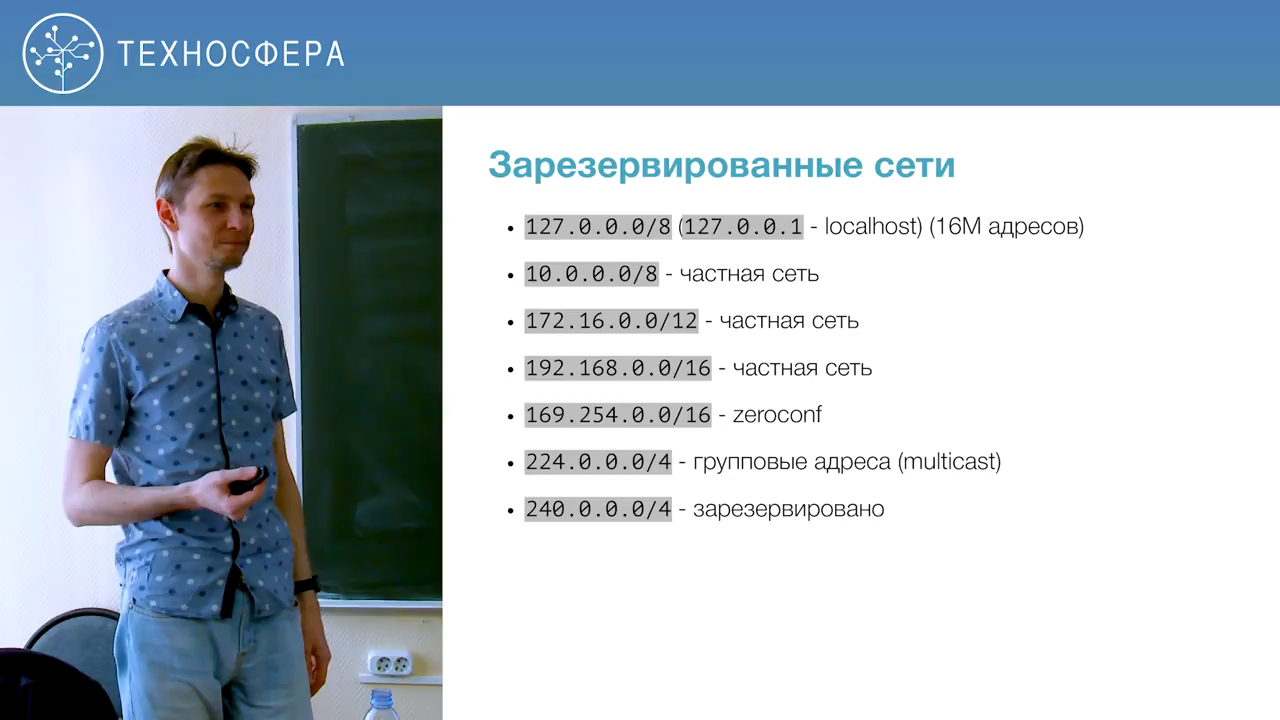 ТЕХНОСФЕРА
Зарезервированные сети
• 127.0.0.0/8 (127.0.0.1 - localhost) (16M адресов)
• 10.0.0.0/8 - частная сеть
• 172.16.0.0/12 - частная сеть
• 192.168.0.0/16 - частная сеть
• 169.254.0.0/16 - zeroconf
• 224.0.0.0/4 - групповые адреса (multicast)
• 240.0.0.0/4 - зарезервировано